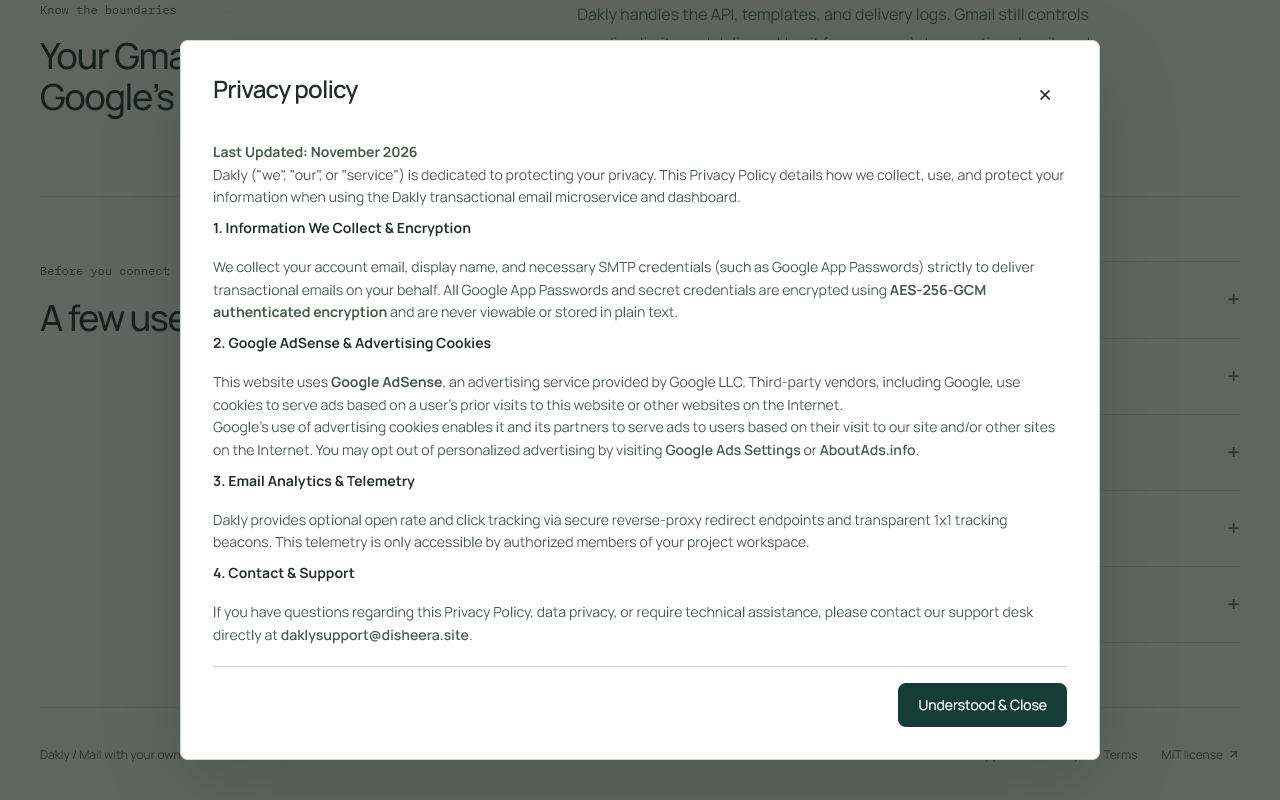 Know the boundaries
Dakly handles the API, templates, and delivery logs. Gmail still controls
Your Gma
Google's
Privacy policy
Last Updated: November 2026
Dakly ("we", "our", or "service") is dedicated to protecting your privacy. This Privacy Policy details how we collect, use, and protect your
information when using the Dakly transactional email microservice and dashboard.
1. Information We Collect & Encryption
We collect your account email, display name, and necessary SMTP credentials (such as Google App Passwords) strictly to deliver
transactional emails on your behalf. All Google App Passwords and secret credentials are encrypted using AES-256-GCM
authenticated encryption and are never viewable or stored in plain text.
2. Google AdSense & Advertising Cookies
This website uses Google AdSense, an advertising service provided by Google LLC. Third-party vendors, including Google, use
cookies to serve ads based on a user's prior visits to this website or other websites on the Internet.
Google's use of advertising cookies enables it and its partners to serve ads to users based on their visit to our site and/or other sites
on the Internet. You may opt out of personalized advertising by visiting Google Ads Settings or AboutAds.info.
3. Email Analytics & Telemetry
Dakly provides optional open rate and click tracking via secure reverse-proxy redirect endpoints and transparent 1x1 tracking
beacons. This telemetry is only accessible by authorized members of your project workspace.
4. Contact & Support
If you have questions regarding this Privacy Policy, data privacy, or require technical assistance, please contact our support desk
directly at daklysupport@disheera.site.
Understood & Close
Before you connect
A few use
Dakly / Mail with your own
Terms
MIT license ↗